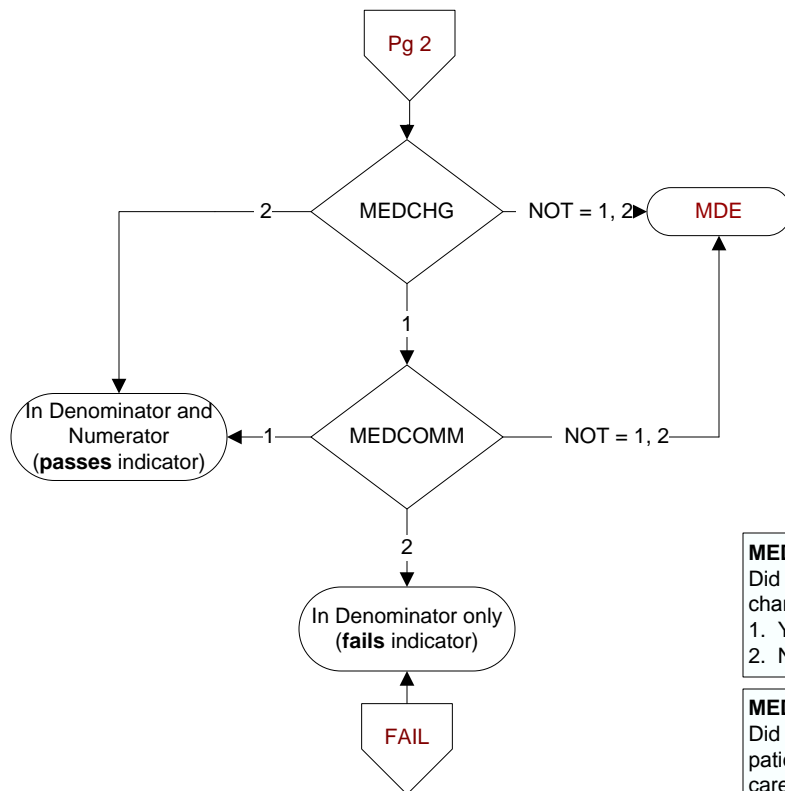 Pg 2
MEDCHG
2
NOT = 1, 2
MDE
1
In Denominator and
Numerator
(passes indicator)
1
MEDCOMM
NOT = 1, 2
2
In Denominator only
(fails indicator)
FAIL
Did
1.
2.
Did